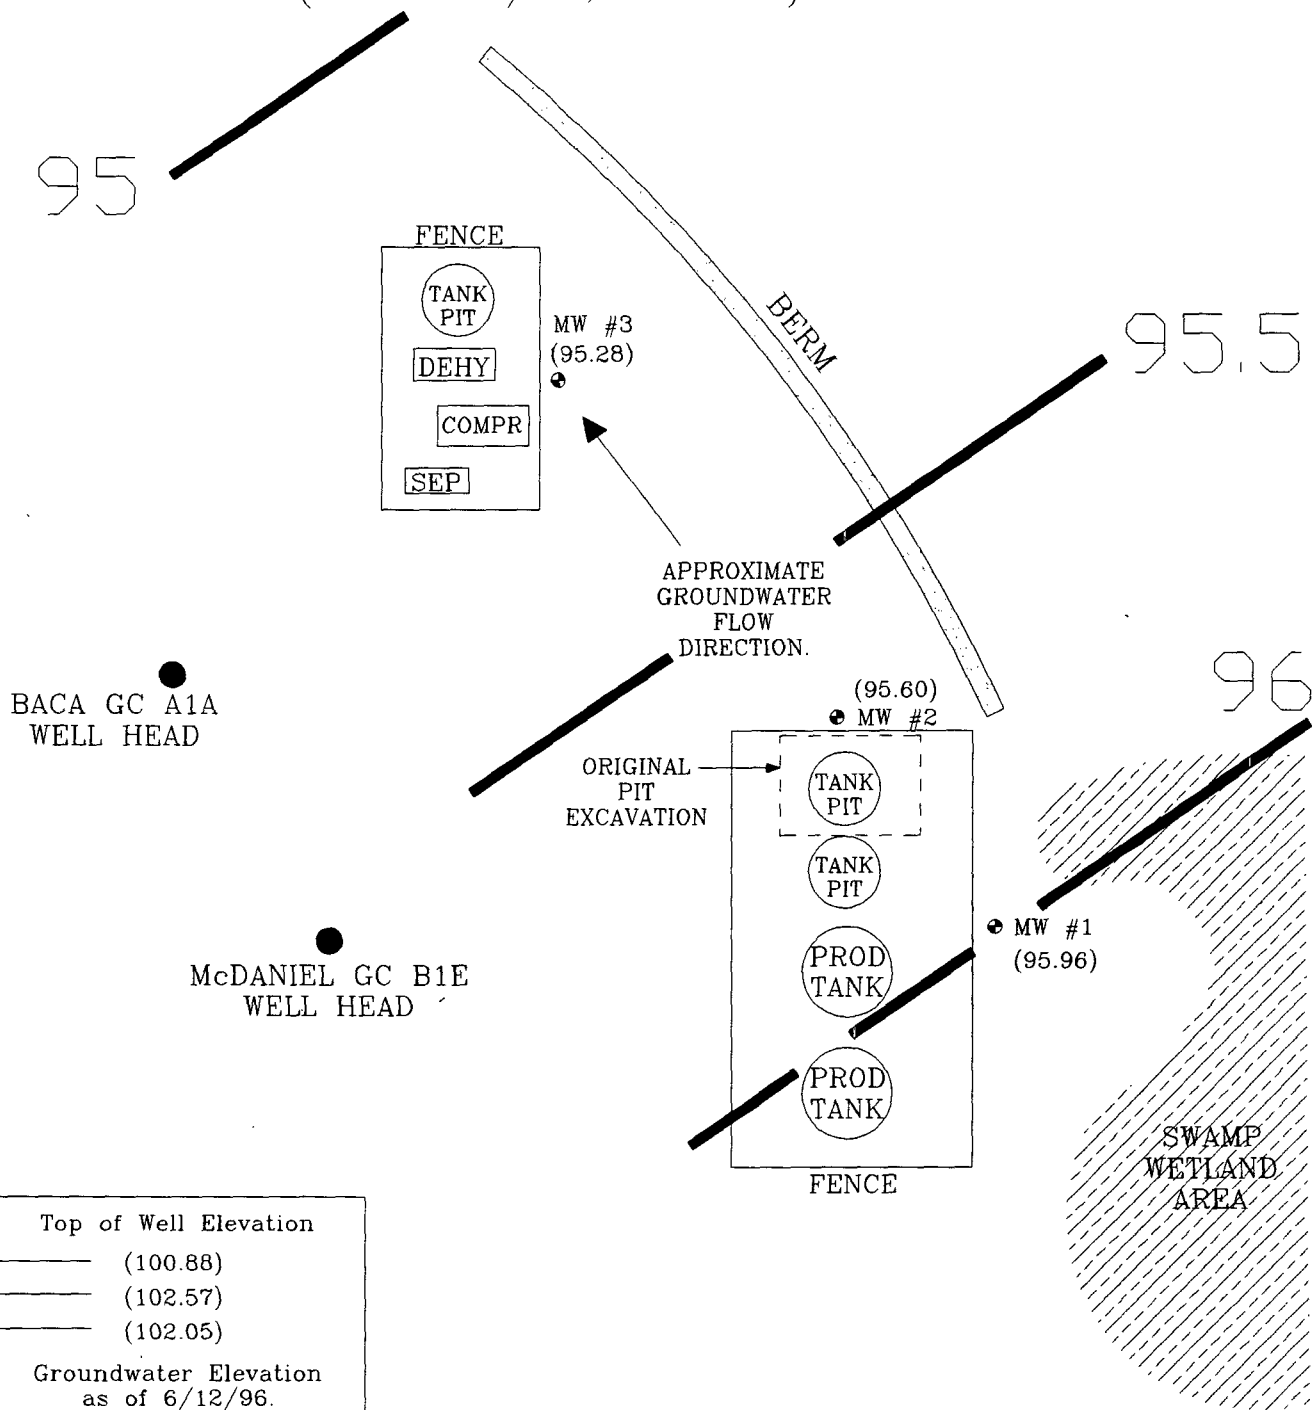 95
FENCE
TANK
PIT
DEHY
COMPR
SEP
MW #3
(95.28)
BERM
95.5
APPROXIMATE
GROUNDWATER
FLOW
DIRECTION.
BACA GC A1A
WELL HEAD
(95.60)
MW #2
96
ORIGINAL
PIT
EXCAVATION
TANK
PIT
TANK
PIT
MW #1
(95.96)
McDANIEL GC B1E
WELL HEAD
PROD
TANK
PROD
TANK
SWAMP
WETLAND
AREA
FENCE
Top of Well Elevation
(100.88)
(102.57)
(102.05)
Groundwater Elevation
as of 6/12/96.